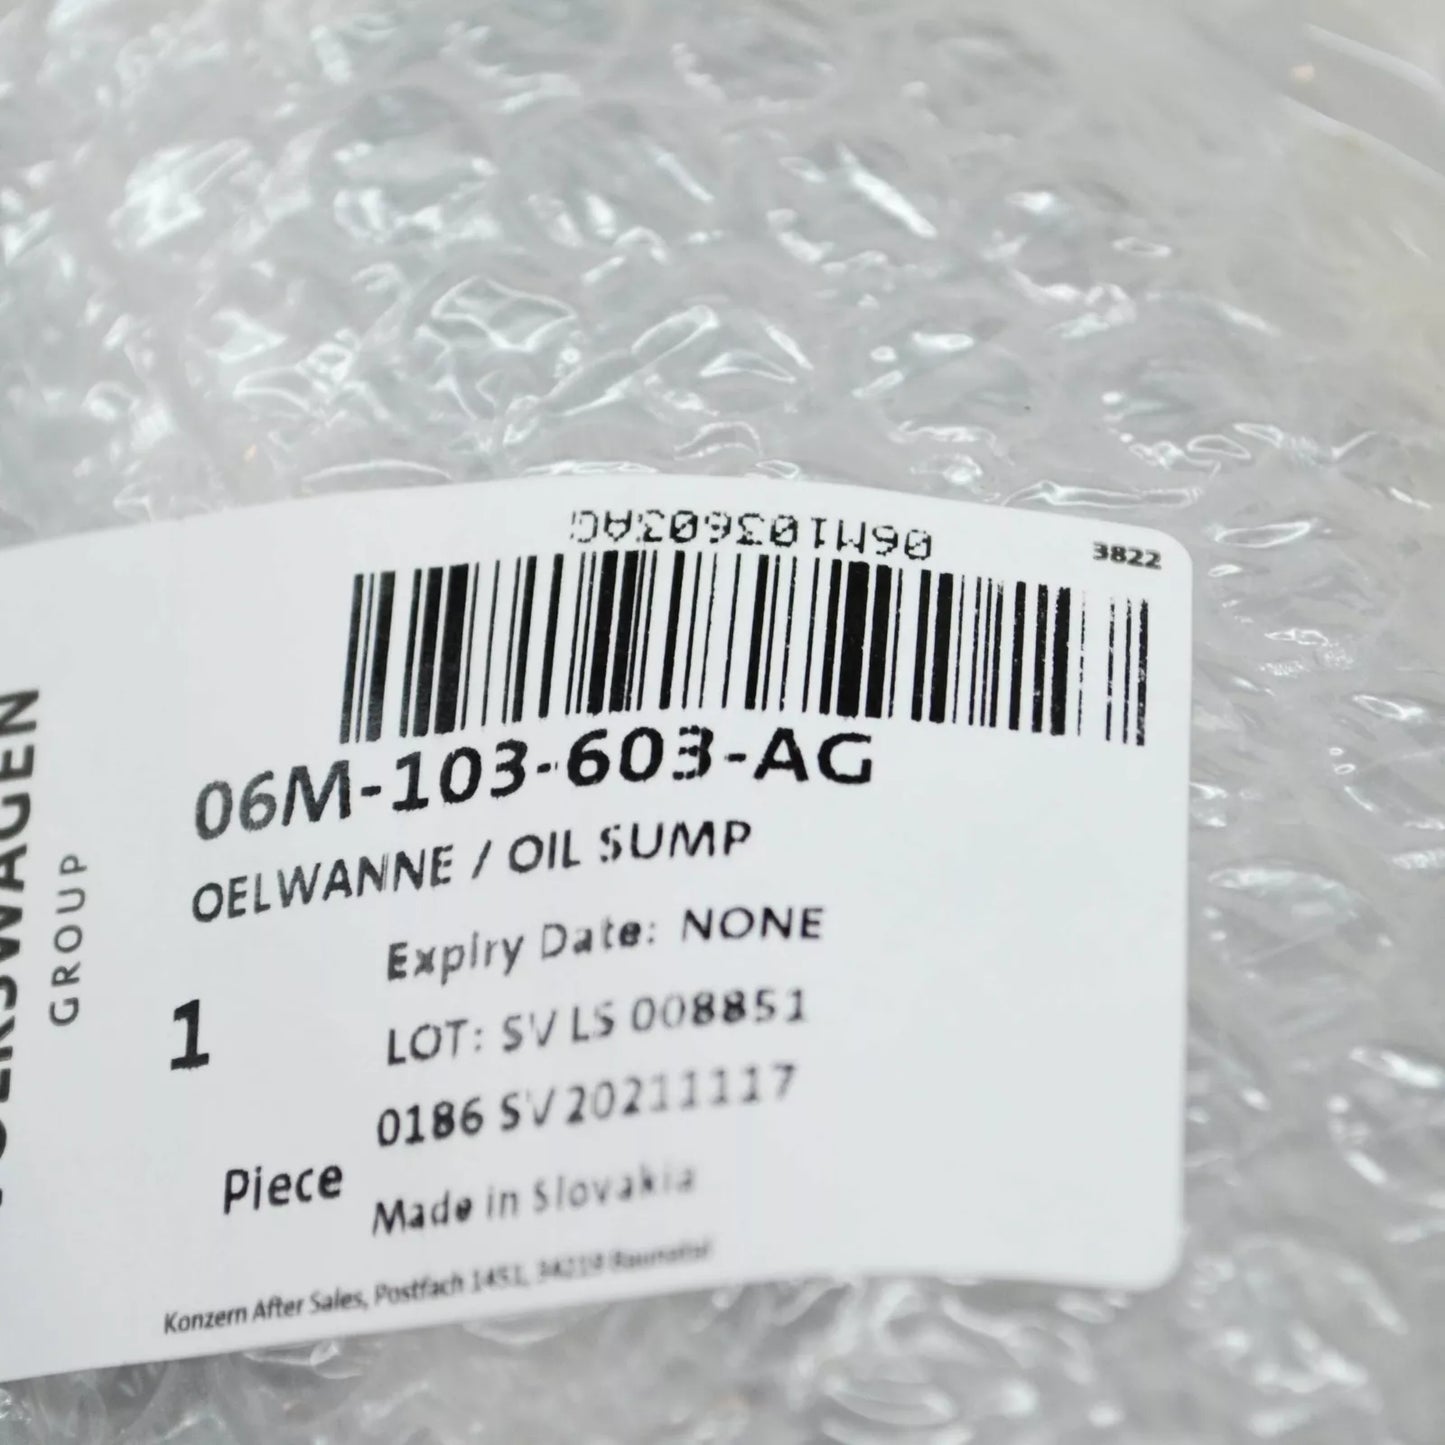 06M103603AG
3822
06M-103-603-AG
OELWANNE / OIL SUMP
Expiry Date: NONE
1
LOT: SV LS 008851
0186 SV 20211117
Piece
Made in Slovakia
Konzern After Sales, Postfach 1451, 34219 Baunatal
VOLKSWAGEN
GROUP